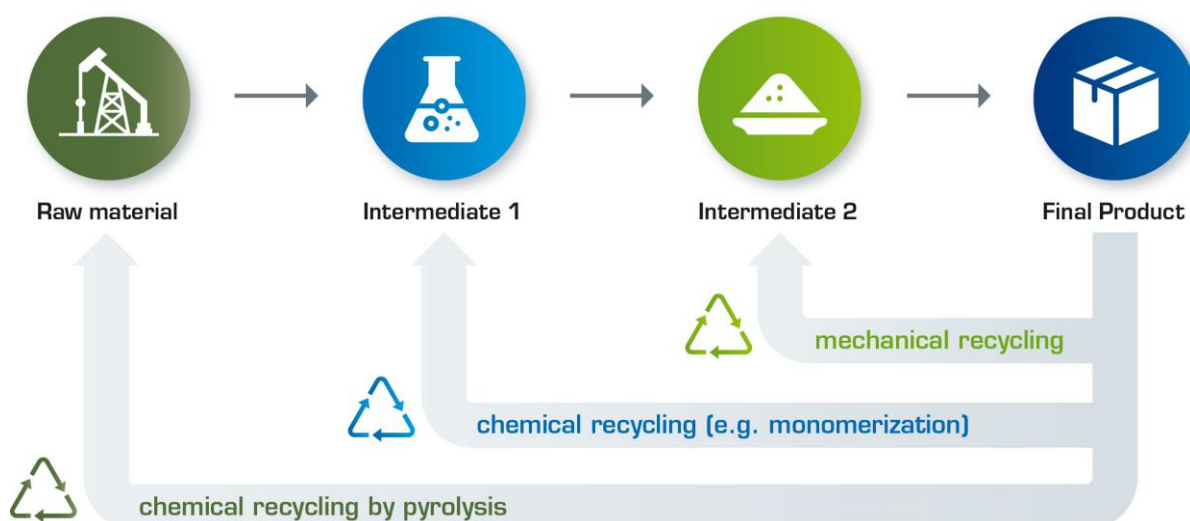 Raw material
Intermediate 1
Intermediate 2
Final Product
mechanical recycling
chemical recycling (e.g. monomerization)
chemical recycling by pyrolysis